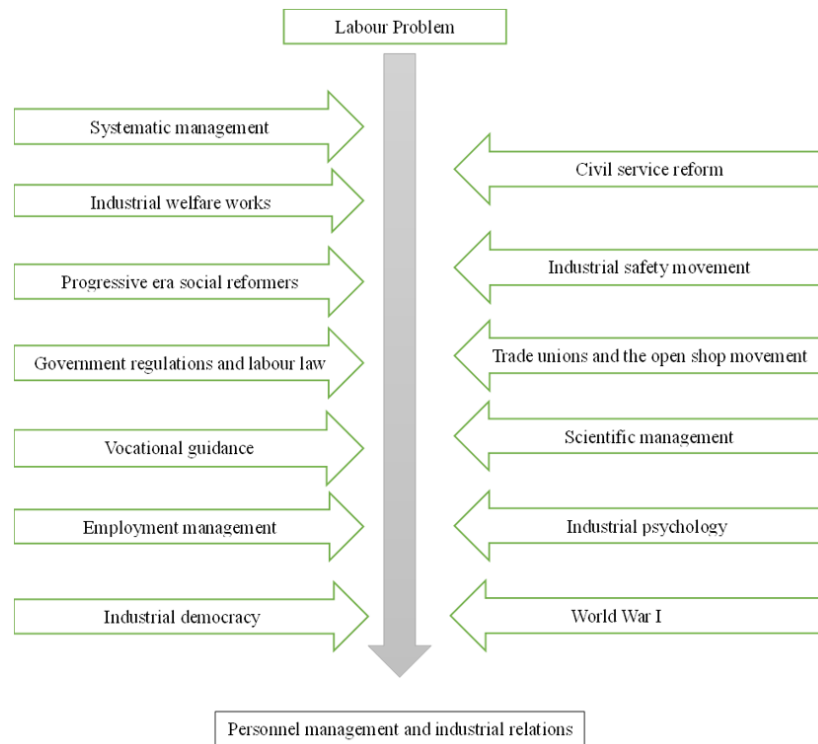 Labour Problem
Systematic management
Civil service reform
Industrial welfare works
Industrial safety movement
Progressive era social reformers
Trade unions and the open shop movement
Government regulations and labour law
Scientific management
Vocational guidance
Employment management
Industrial psychology
Industrial democracy
World War I
Personnel management and industrial relations